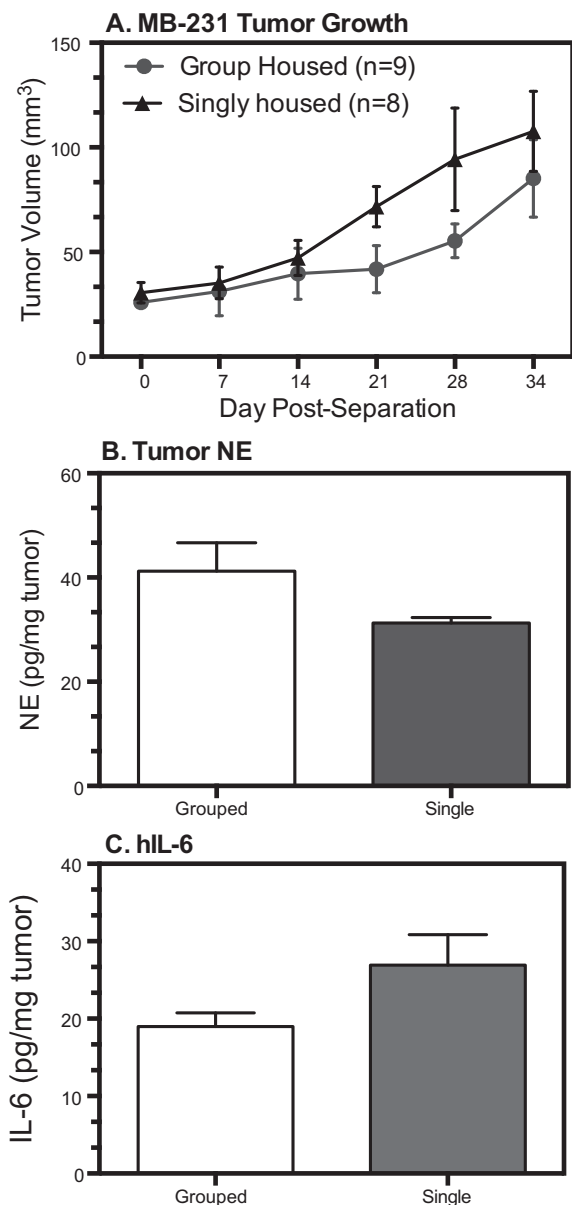 A. MB-231 Tumor Growth
150
100
50
0
Tumor Volume (mm³)
Group Housed (n=9)
Singly housed (n=8)
0 7 14 21 28 34
Day Post-Separation
B. Tumor NE
60
40
20
0
NE (pg/mg tumor)
Grouped Single
C. hIL-6
40
30
20
10
0
IL-6 (pg/mg tumor)
Grouped Single